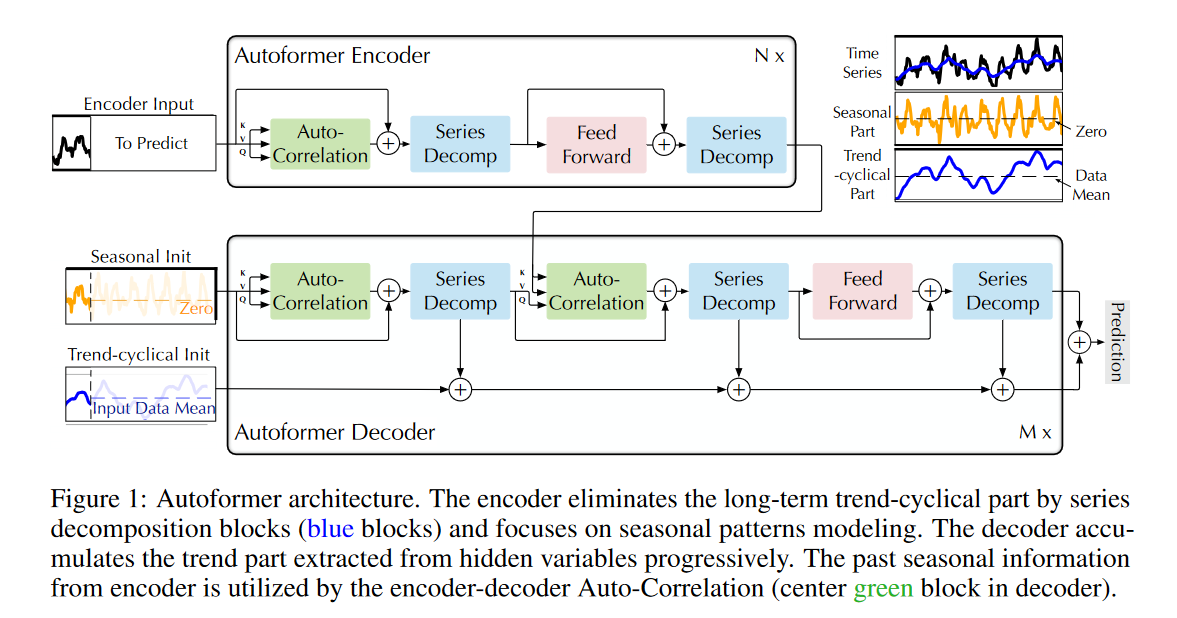 Autoformer Encoder
N x
Encoder Input
To Predict
K
V
Q
Auto-
Correlation
+
Series
Decomp
Feed
Forward
+
Series
Decomp
Time
Series
Seasonal
Part
Zero
Trend
-cyclical
Part
Data
Mean
Seasonal Init
Zero
K
V
Q
Auto-
Correlation
+
Series
Decomp
K
V
Q
Auto-
Correlation
+
Series
Decomp
Feed
Forward
+
Series
Decomp
+
Prediction
Trend-cyclical Init
Input Data Mean
+
+
+
Autoformer Decoder
M x
Figure 1: Autoformer architecture. The encoder eliminates the long-term trend-cyclical part by series
decomposition blocks (blue blocks) and focuses on seasonal patterns modeling. The decoder accu-
mulates the trend part extracted from hidden variables progressively. The past seasonal information
from encoder is utilized by the encoder-decoder Auto-Correlation (center green block in decoder).